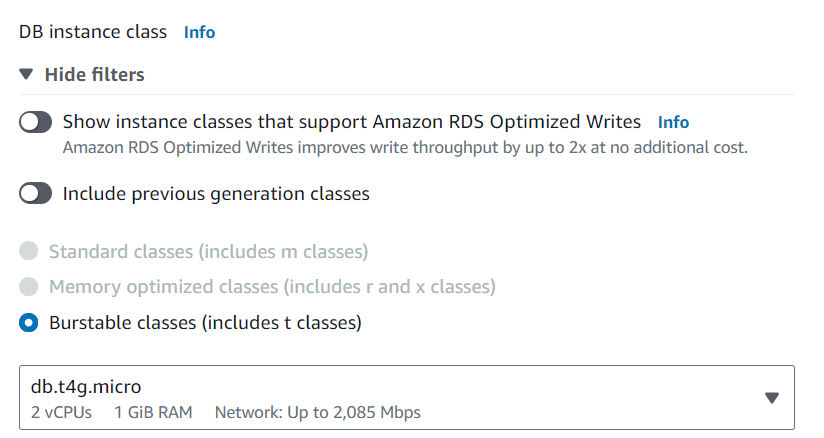 DB instance class Info
Hide filters
Show instance classes that support Amazon RDS Optimized Writes Info
Amazon RDS Optimized Writes improves write throughput by up to 2x at no additional cost.
Include previous generation classes
Standard classes (includes m classes)
Memory optimized classes (includes r and x classes)
Burstable classes (includes t classes)
db.t4g.micro
2 vCPUs 1 GiB RAM Network: Up to 2,085 Mbps